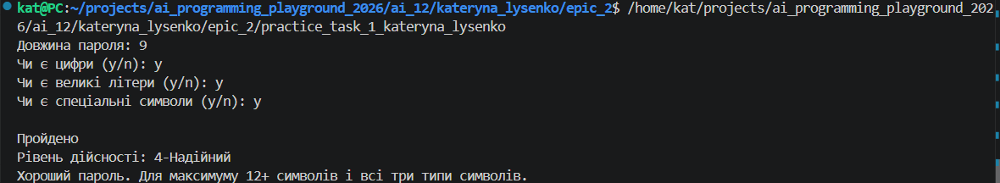 kat@PC:~/projects/ai_programming_playground_2026/ai_12/kateryna_lysenko/epic_2$ /home/kat/projects/ai_programming_playground_202
6/ai_12/kateryna_lysenko/epic_2/practice_task_1_kateryna_lysenko
Довжина пароля: 9
Чи є цифри (y/n): y
Чи є великі літери (y/n): y
Чи є спеціальні символи (y/n): y
Пройдено
Рівень дійсності: 4-Надійний
Хороший пароль. Для максимуму 12+ символів і всі три типи символів.